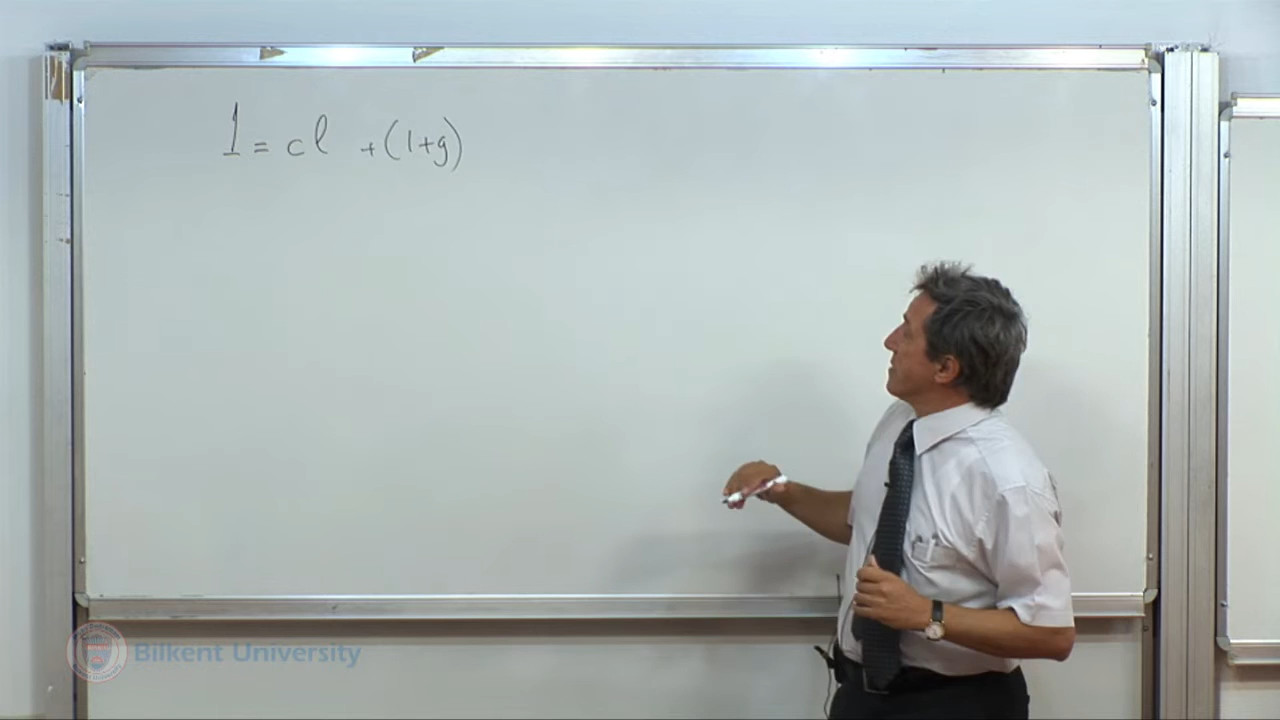 1 = cl + (1+g)
Bilkent University